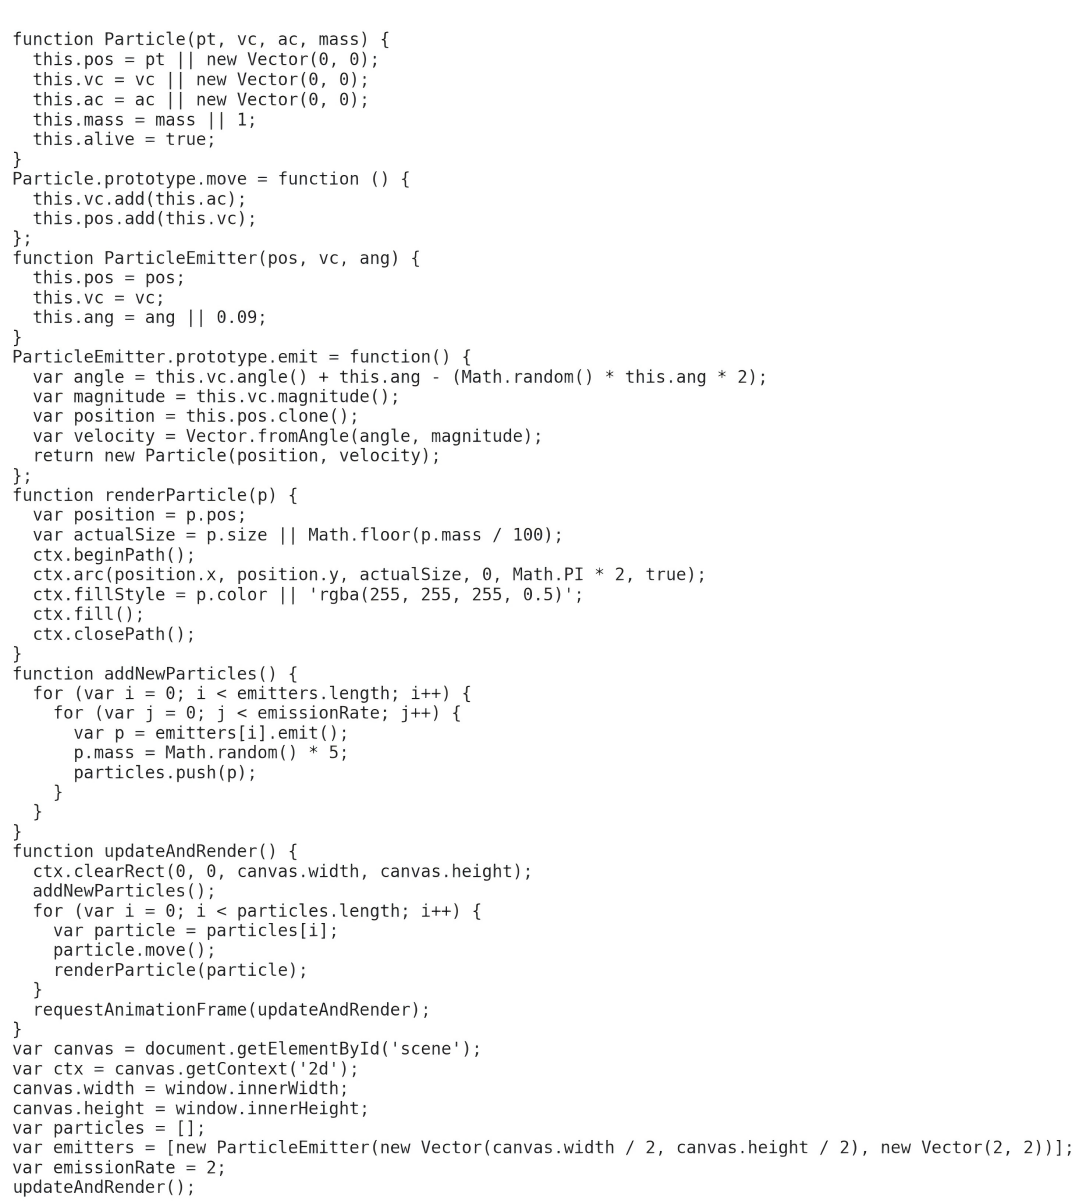 function Particle(pt, vc, ac, mass) {
  this.pos = pt || new Vector(0, 0);
  this.vc = vc || new Vector(0, 0);
  this.ac = ac || new Vector(0, 0);
  this.mass = mass || 1;
  this.alive = true;
}
Particle.prototype.move = function () {
  this.vc.add(this.ac);
  this.pos.add(this.vc);
};
function ParticleEmitter(pos, vc, ang) {
  this.pos = pos;
  this.vc = vc;
  this.ang = ang || 0.09;
}
ParticleEmitter.prototype.emit = function() {
  var angle = this.vc.angle() + this.ang - (Math.random() * this.ang * 2);
  var magnitude = this.vc.magnitude();
  var position = this.pos.clone();
  var velocity = Vector.fromAngle(angle, magnitude);
  return new Particle(position, velocity);
};
function renderParticle(p) {
  var position = p.pos;
  var actualSize = p.size || Math.floor(p.mass / 100);
  ctx.beginPath();
  ctx.arc(position.x, position.y, actualSize, 0, Math.PI * 2, true);
  ctx.fillStyle = p.color || 'rgba(255, 255, 255, 0.5)';
  ctx.fill();
  ctx.closePath();
}
function addNewParticles() {
  for (var i = 0; i < emitters.length; i++) {
    for (var j = 0; j < emissionRate; j++) {
      var p = emitters[i].emit();
      p.mass = Math.random() * 5;
      particles.push(p);
    }
  }
}
function updateAndRender() {
  ctx.clearRect(0, 0, canvas.width, canvas.height);
  addNewParticles();
  for (var i = 0; i < particles.length; i++) {
    var particle = particles[i];
    particle.move();
    renderParticle(particle);
  }
  requestAnimationFrame(updateAndRender);
}
var canvas = document.getElementById('scene');
var ctx = canvas.getContext('2d');
canvas.width = window.innerWidth;
canvas.height = window.innerHeight;
var particles = [];
var emitters = [new ParticleEmitter(new Vector(canvas.width / 2, canvas.height / 2), new Vector(2, 2))];
var emissionRate = 2;
updateAndRender();